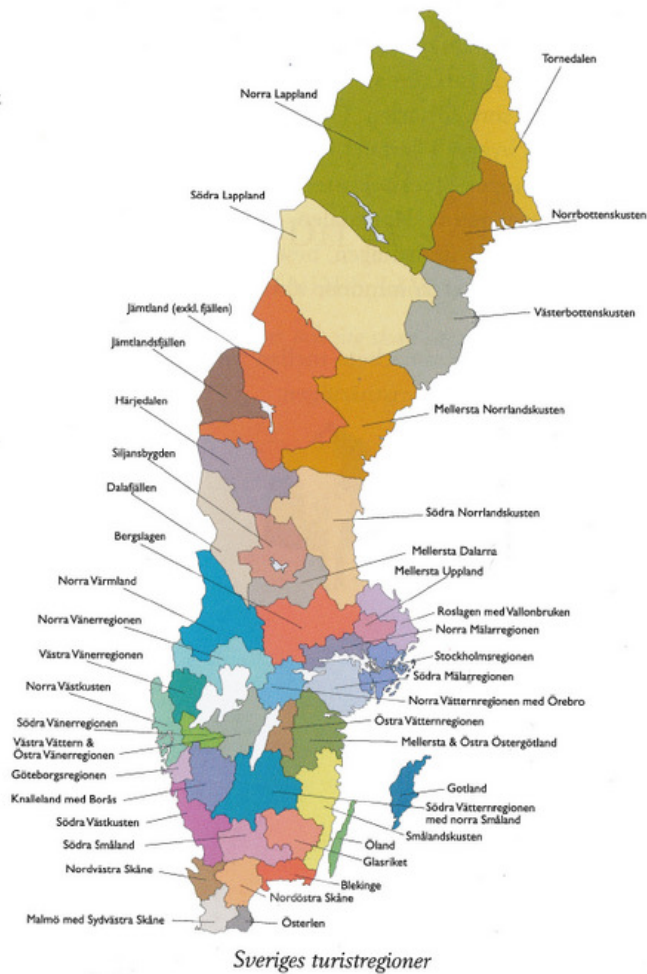 Tornedalen
Norra Lappland
Södra Lappland
Norrbottenskusten
Jämtland (exkl. fjällen)
Västerbottenskusten
Jämtlandsfjällen
Härjedalen
Mellersta Norrlandskusten
Siljansbygden
Dalafjällen
Södra Norrlandskusten
Bergslagen
Mellersta Dalarna
Mellersta Uppland
Norra Värmland
Roslagen med Vallonbruken
Norra Vänerregionen
Norra Mälarregionen
Västra Vänerregionen
Stockholmsregionen
Södra Mälarregionen
Norra Västkusten
Norra Vätternregionen med Örebro
Södra Vänerregionen
Östra Vätternregionen
Västra Vättern &
Östra Vänerregionen
Mellersta & Östra Östergötland
Göteborgsregionen
Gotland
Knalleland med Borås
Södra Vätternregionen
med norra Småland
Södra Västkusten
Smålandskusten
Södra Småland
Öland
Glasriket
Nordvästra Skåne
Blekinge
Nordöstra Skåne
Malmö med Sydvästra Skåne
Österlen
Sveriges turistregioner